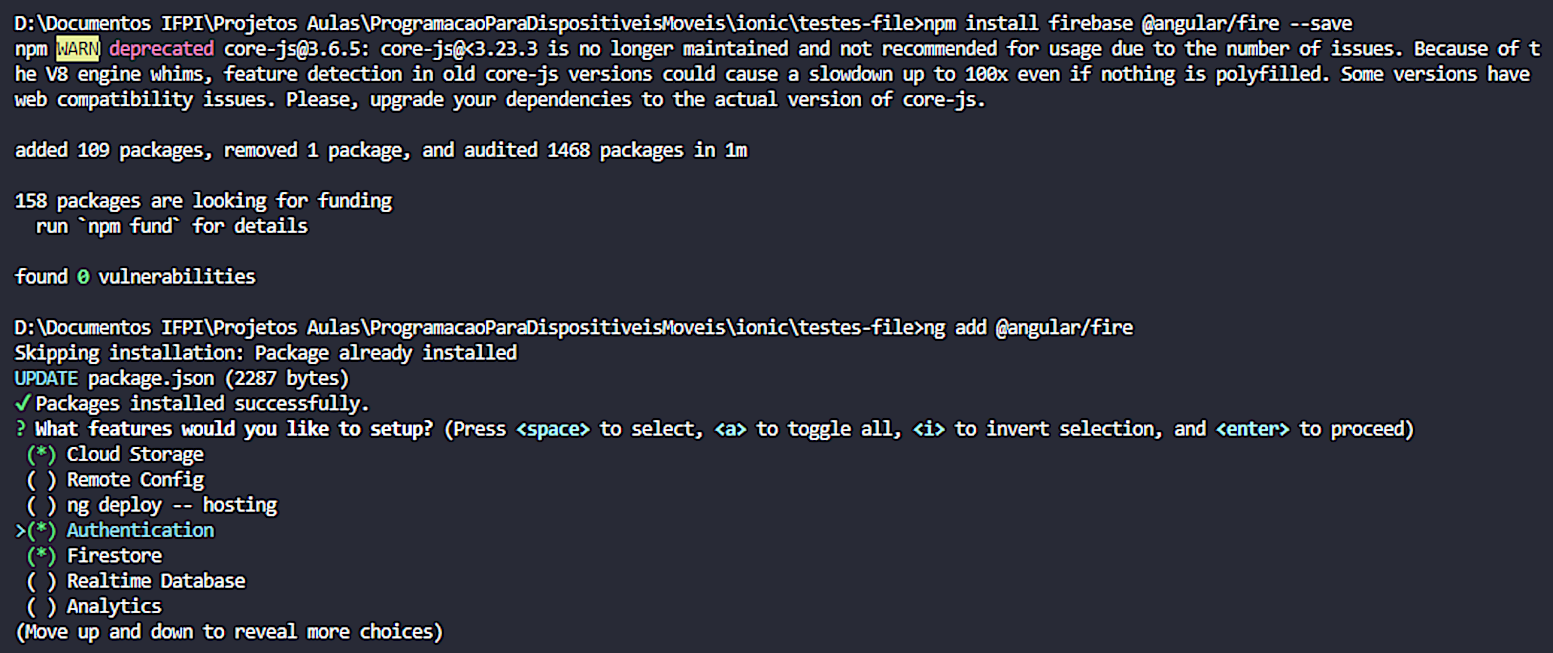 D:\Documentos IFPI\Projetos Aulas\ProgramacaoParaDispositiveisMoveis\ionic\testes-file>npm install firebase @angular/fire --save
npm WARN deprecated core-js@3.6.5: core-js@<3.23.3 is no longer maintained and not recommended for usage due to the number of issues. Because of t
he V8 engine whims, feature detection in old core-js versions could cause a slowdown up to 100x even if nothing is polyfilled. Some versions have
web compatibility issues. Please, upgrade your dependencies to the actual version of core-js.
added 109 packages, removed 1 package, and audited 1468 packages in 1m
158 packages are looking for funding
  run `npm fund` for details
found 0 vulnerabilities
D:\Documentos IFPI\Projetos Aulas\ProgramacaoParaDispositiveisMoveis\ionic\testes-file>ng add @angular/fire
Skipping installation: Package already installed
UPDATE package.json (2287 bytes)
✓ Packages installed successfully.
? What features would you like to setup? (Press <space> to select, <a> to toggle all, <i> to invert selection, and <enter> to proceed)
 (*) Cloud Storage
 ( ) Remote Config
 ( ) ng deploy -- hosting
>(*) Authentication
 (*) Firestore
 ( ) Realtime Database
 ( ) Analytics
(Move up and down to reveal more choices)